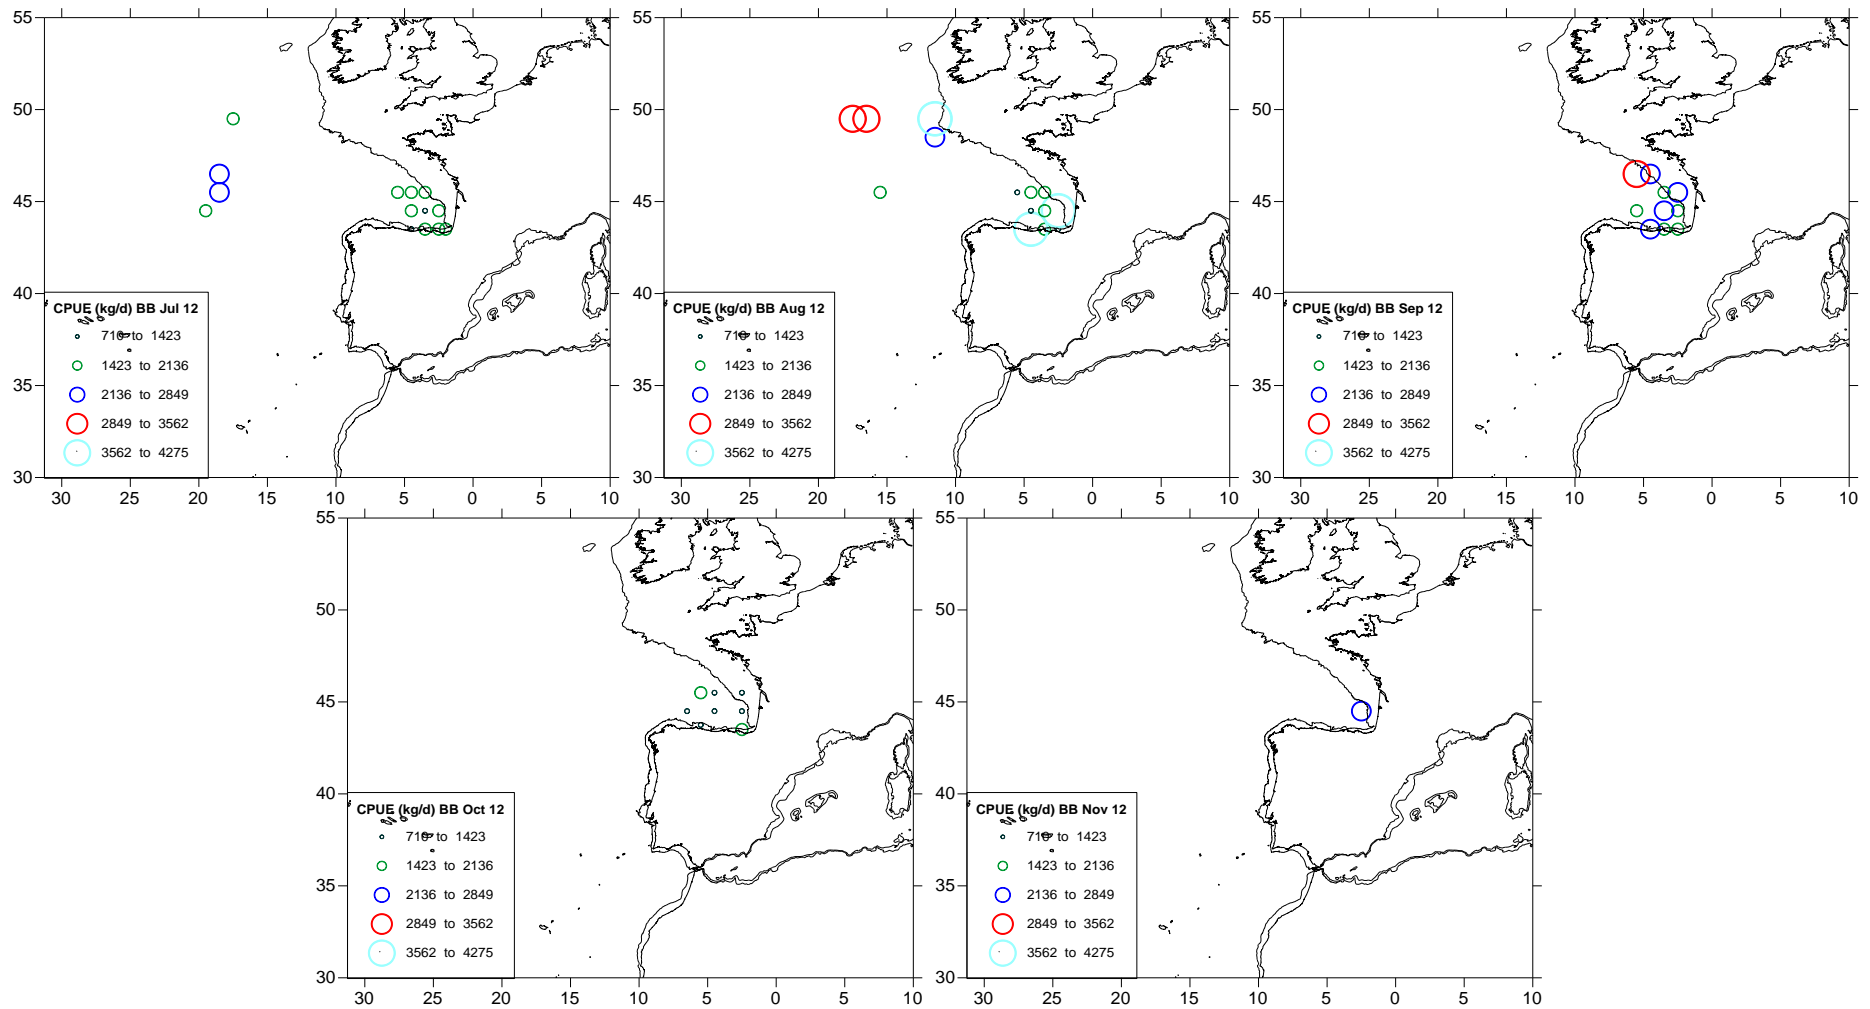 55
50
45
40
35
30
CPUE (kg/d) BB Jul 12
710 to 1423
1423 to 2136
2136 to 2849
2849 to 3562
3562 to 4275
30 25 20 15 10 5 0 5 10
55
50
45
40
35
30
CPUE (kg/d) BB Aug 12
710 to 1423
1423 to 2136
2136 to 2849
2849 to 3562
3562 to 4275
30 25 20 15 10 5 0 5 10
55
50
45
40
35
30
CPUE (kg/d) BB Sep 12
710 to 1423
1423 to 2136
2136 to 2849
2849 to 3562
3562 to 4275
30 25 20 15 10 5 0 5 10
55
50
45
40
35
30
CPUE (kg/d) BB Oct 12
710 to 1423
1423 to 2136
2136 to 2849
2849 to 3562
3562 to 4275
30 25 20 15 10 5 0 5 10
55
50
45
40
35
30
CPUE (kg/d) BB Nov 12
710 to 1423
1423 to 2136
2136 to 2849
2849 to 3562
3562 to 4275
30 25 20 15 10 5 0 5 10